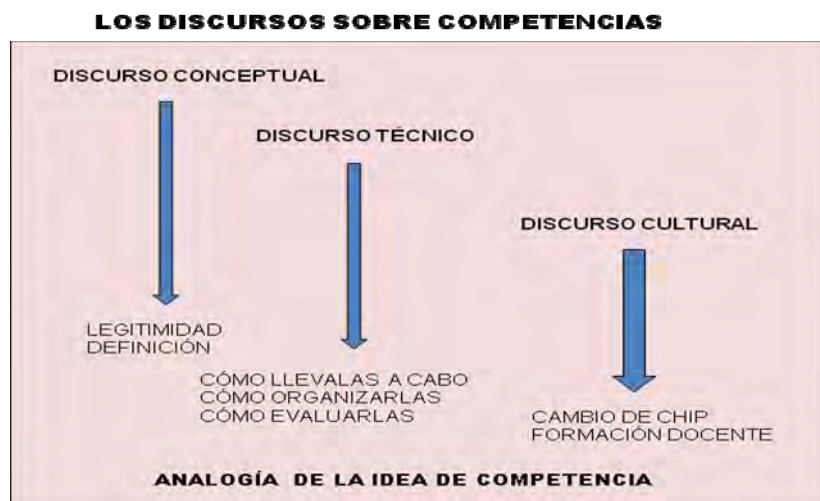 LOS DISCURSOS SOBRE COMPETENCIAS
DISCURSO CONCEPTUAL
DISCURSO TÉCNICO
DISCURSO CULTURAL
LEGITIMIDAD
DEFINICIÓN
CÓMO LLEVALAS A CABO
CÓMO ORGANIZARLAS
CÓMO EVALUARLAS
CAMBIO DE CHIP
FORMACIÓN DOCENTE
ANALOGÍA DE LA IDEA DE COMPETENCIA